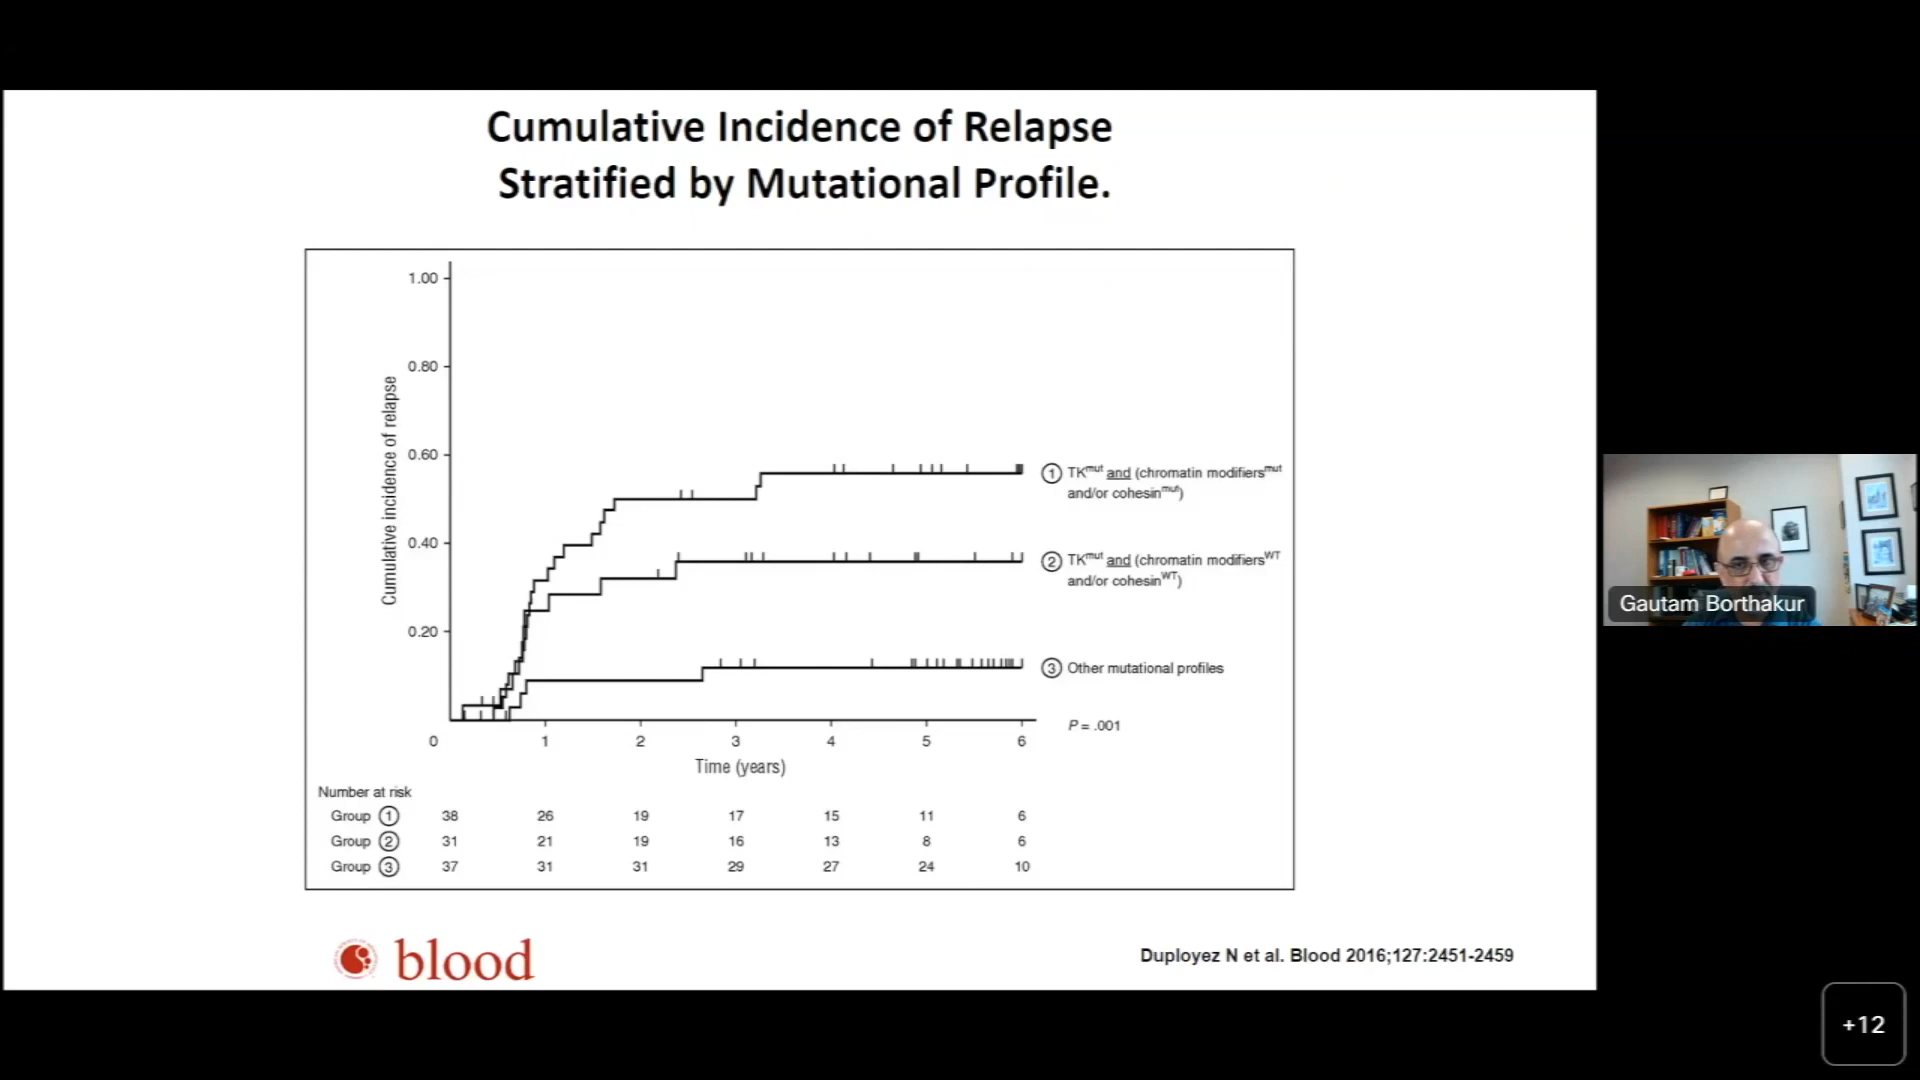 Cumulative Incidence of Relapse
Stratified by Mutational Profile.
1.00
0.80
0.60
0.40
0.20
Cumulative incidence of relapse
① TKmut and (chromatin modifiersmut
and/or cohesinmut)
② TKmut and (chromatin modifiersWT
and/or cohesinWT)
③ Other mutational profiles
P = .001
0 1 2 3 4 5 6
Time (years)
Number at risk
Group ① 38 26 19 17 15 11 6
Group ② 31 21 19 16 13 8 6
Group ③ 37 31 31 29 27 24 10
blood
Duployez N et al. Blood 2016;127:2451-2459
Gautam Borthakur
+12